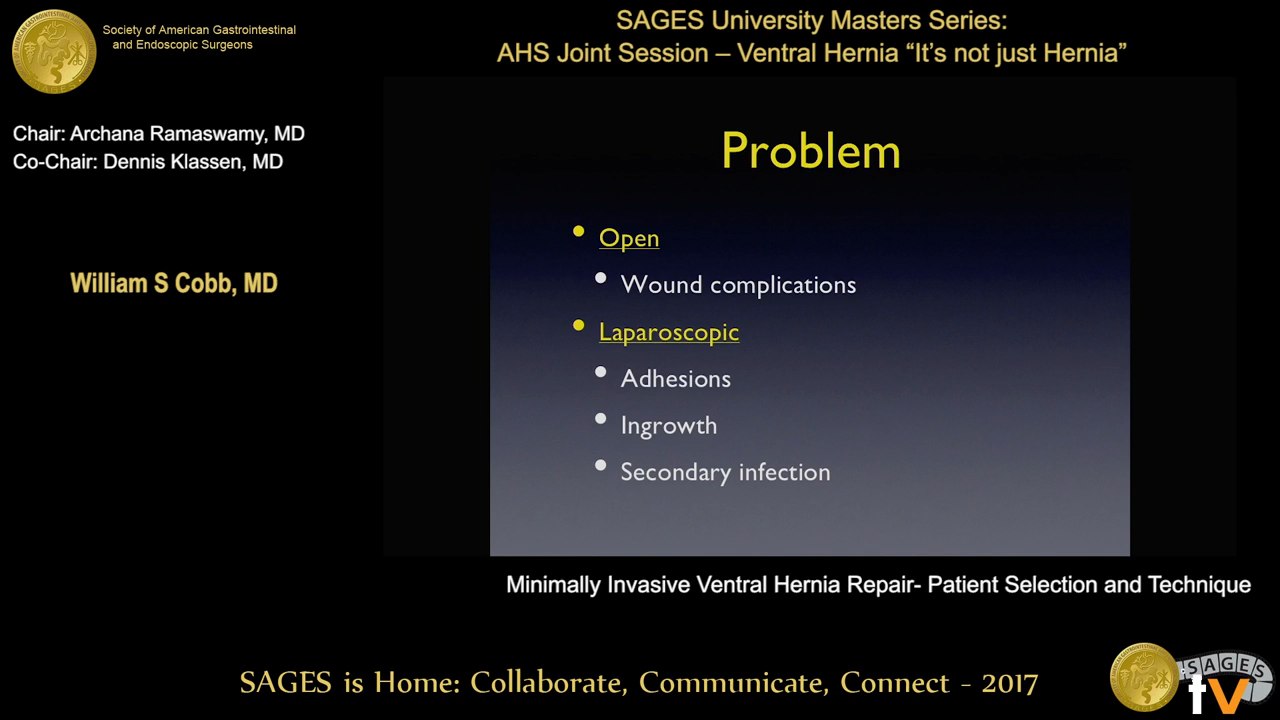 Society of American Gastrointestinal
and Endoscopic Surgeons
SAGES University Masters Series:
AHS Joint Session – Ventral Hernia “It’s not just Hernia”
Chair: Archana Ramaswamy, MD
Co-Chair: Dennis Klassen, MD
William S Cobb, MD
Problem
• Open
• Wound complications
• Laparoscopic
• Adhesions
• Ingrowth
• Secondary infection
Minimally Invasive Ventral Hernia Repair- Patient Selection and Technique
SAGES is Home: Collaborate, Communicate, Connect - 2017
SAGES
tv